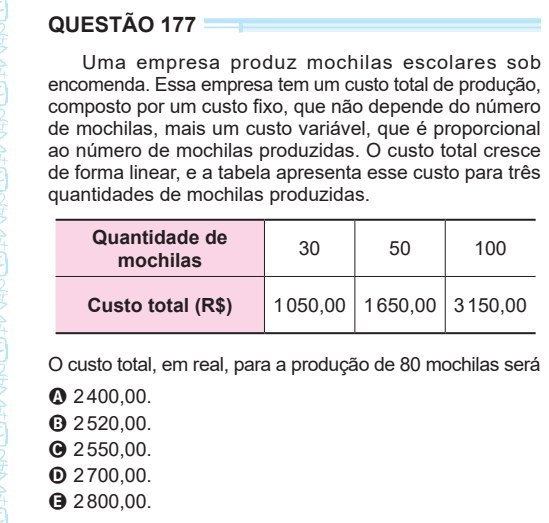 QUESTÃO 177
Uma empresa produz mochilas escolares sob
encomenda. Essa empresa tem um custo total de produção,
composto por um custo fixo, que não depende do número
de mochilas, mais um custo variável, que é proporcional
ao número de mochilas produzidas. O custo total cresce
de forma linear, e a tabela apresenta esse custo para três
quantidades de mochilas produzidas.
Quantidade de mochilas 30 50 100
Custo total (R$) 1 050,00 1 650,00 3 150,00
O custo total, em real, para a produção de 80 mochilas será
A 2 400,00.
B 2 520,00.
C 2 550,00.
D 2 700,00.
E 2 800,00.